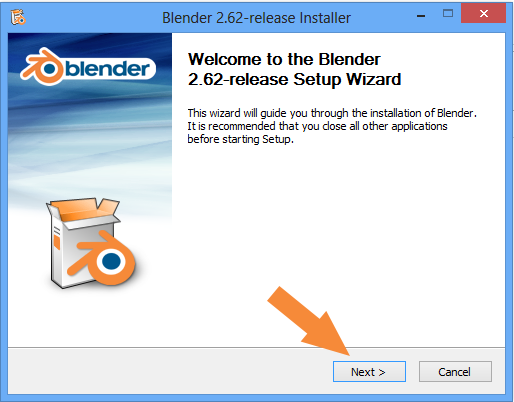 Blender 2.62-release Installer
blender
Welcome to the Blender
2.62-release Setup Wizard
This wizard will guide you through the installation of Blender.
It is recommended that you close all other applications
before starting Setup.
Next >
Cancel